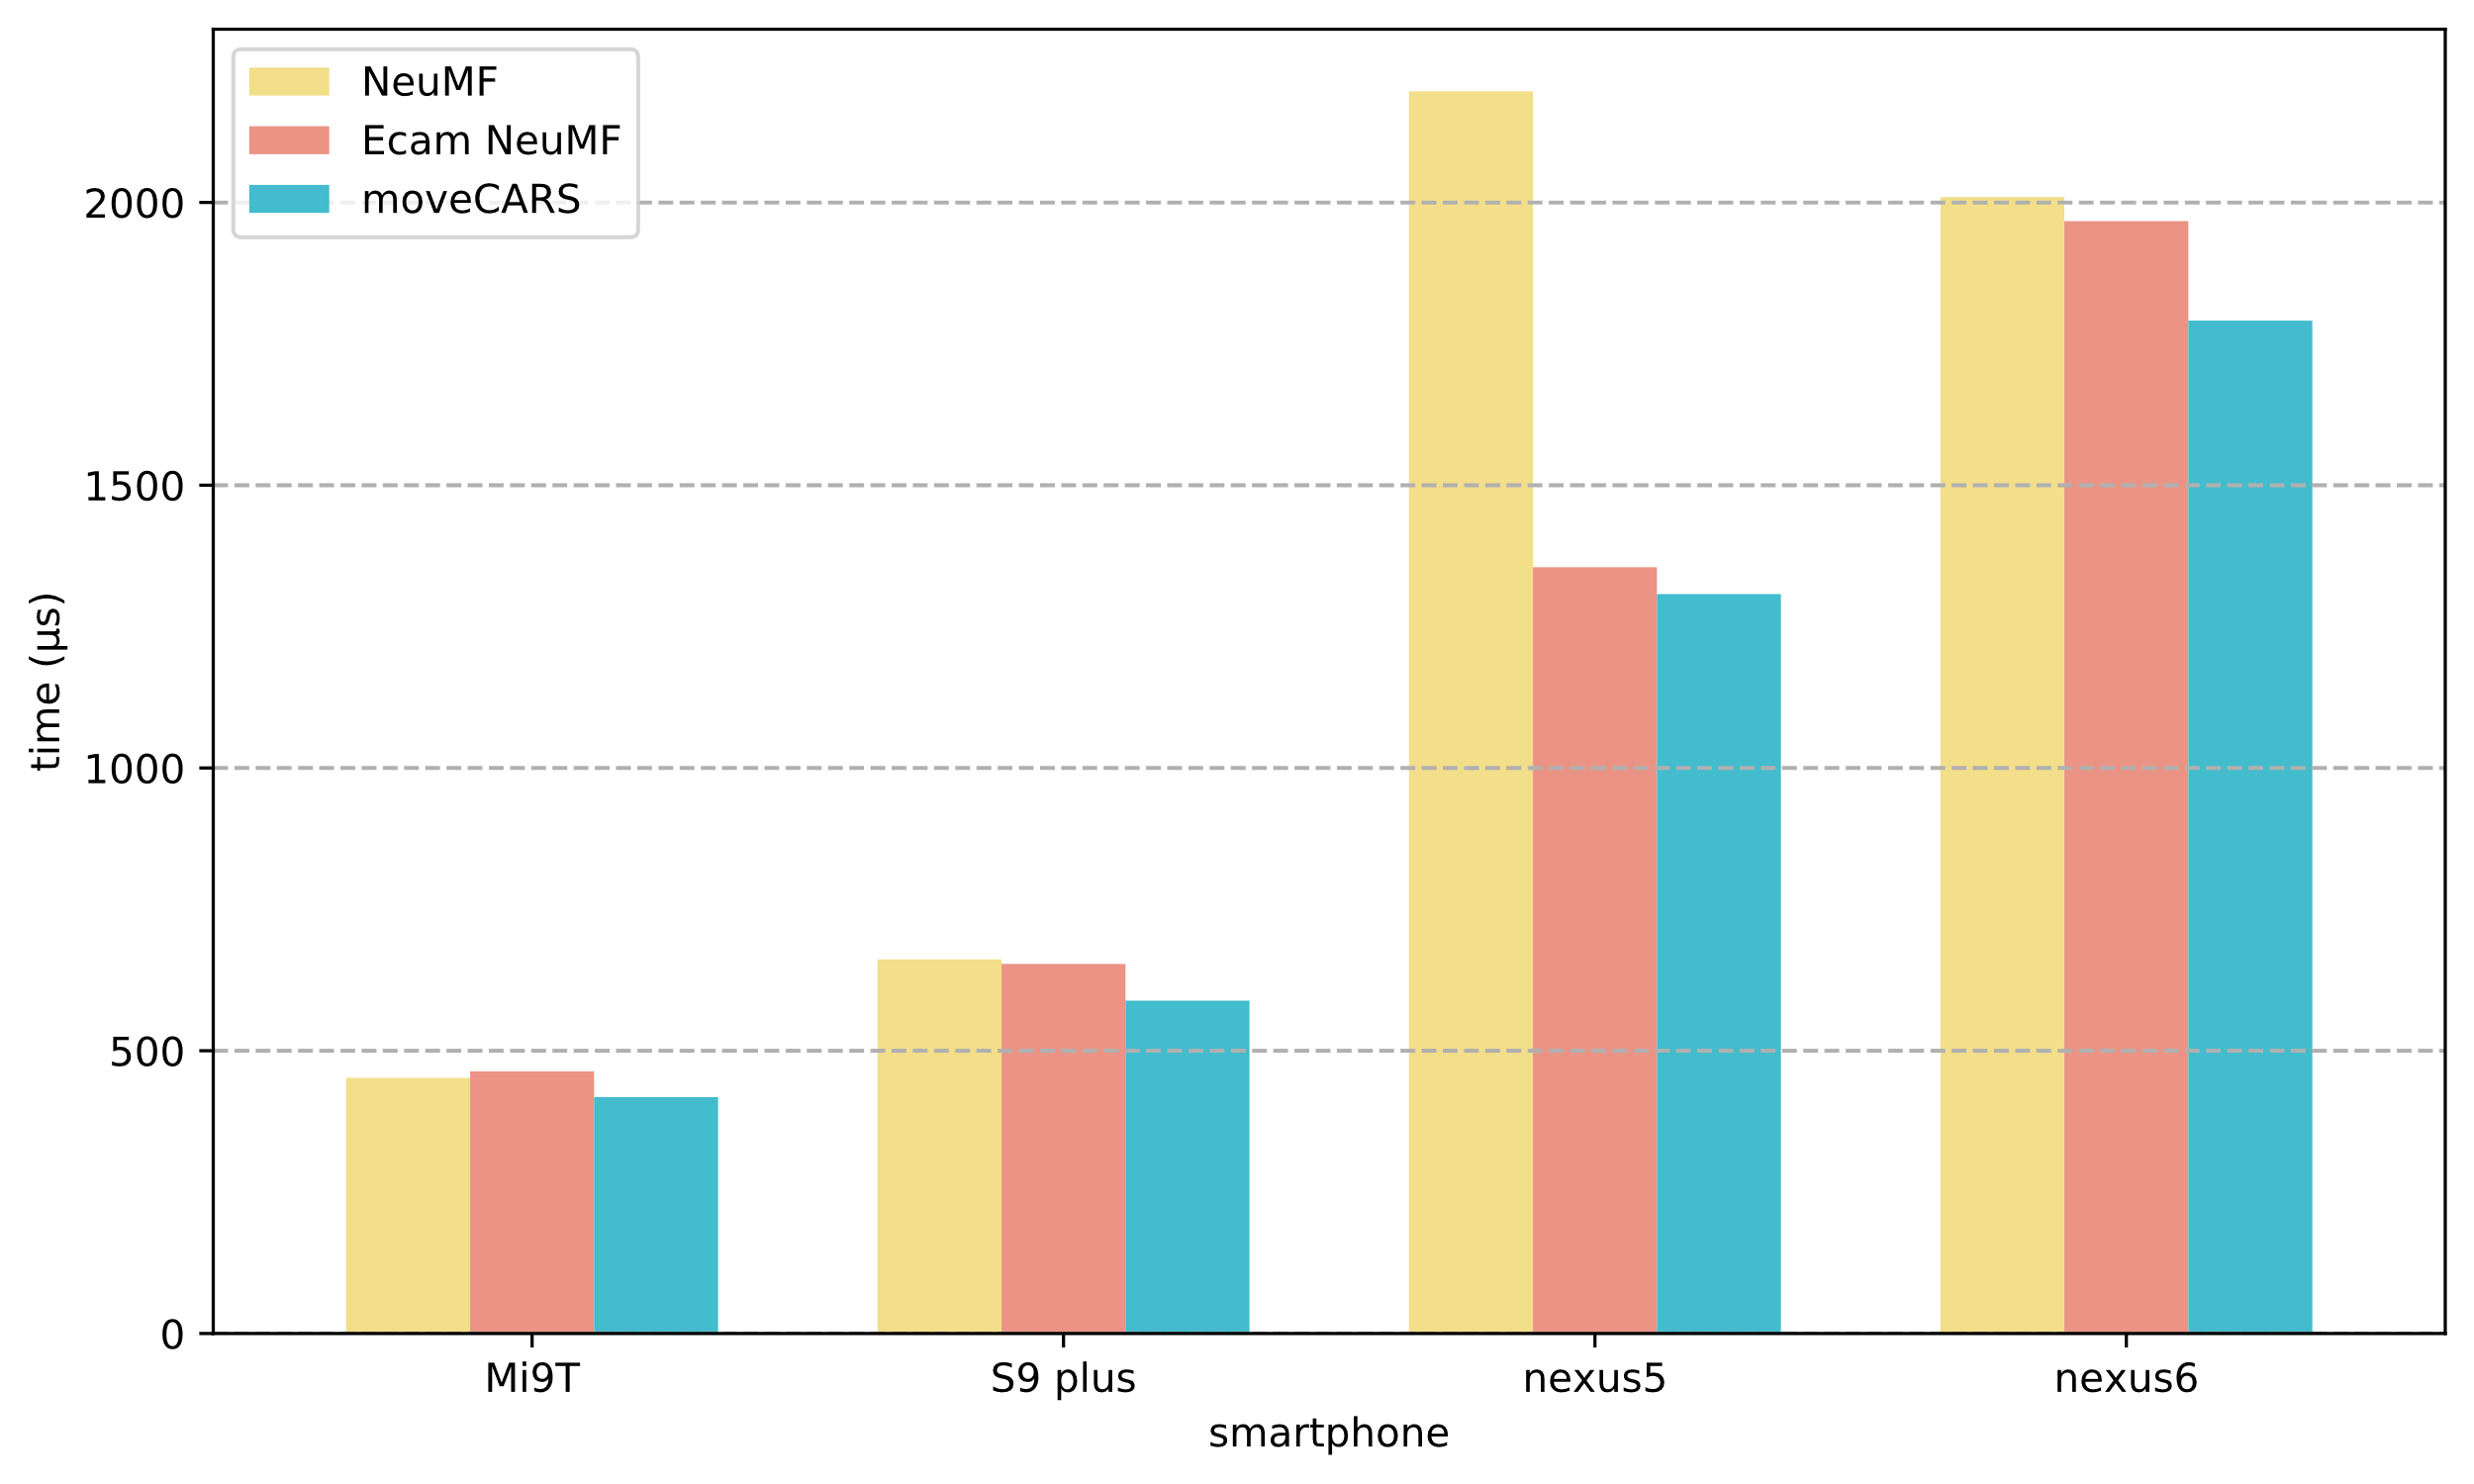 NeuMF
Ecam NeuMF
moveCARS
2000
1500
1000
500
0
time (µs)
Mi9T
S9 plus
nexus5
nexus6
smartphone